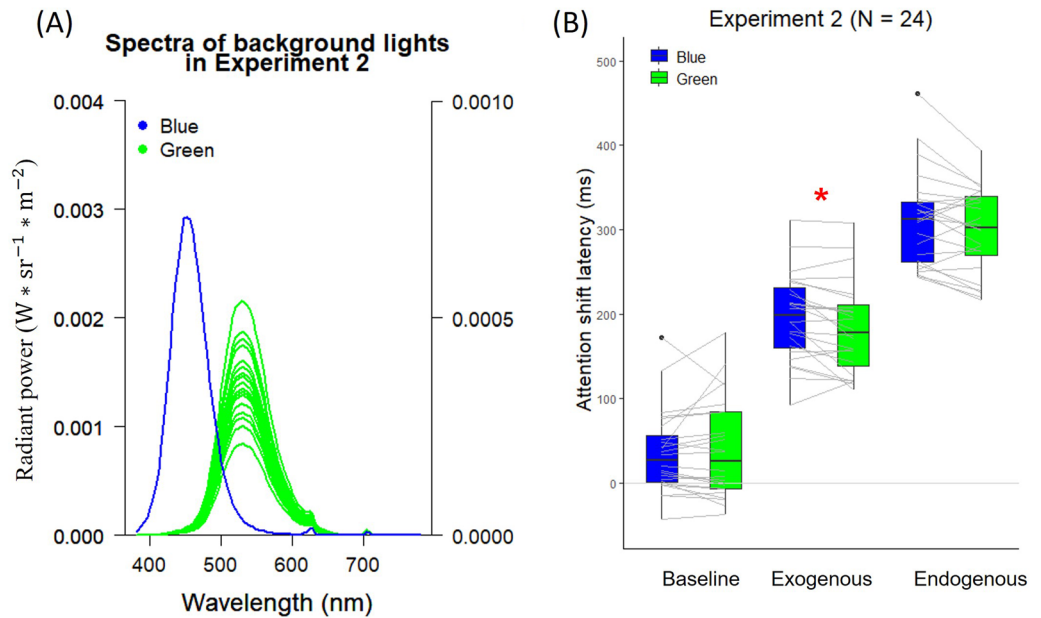 (A)
Spectra of background lights
in Experiment 2
0.004
0.003
0.002
0.001
0.000
0.0010
0.0005
0.0000
Blue
Green
Radiant power (W * sr⁻¹ * m⁻²)
400 500 600 700
Wavelength (nm)
(B)
Experiment 2 (N = 24)
Blue
Green
500
400
300
200
100
0
Attention shift latency (ms)
*
Baseline Exogenous Endogenous